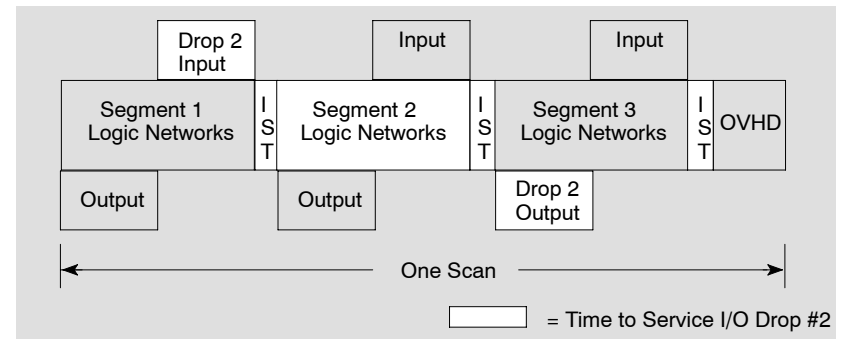 Drop 2
Input
Input
Input
Segment 1
Logic Networks
I
S
T
Segment 2
Logic Networks
I
S
T
Segment 3
Logic Networks
I
S
T
OVHD
Output
Output
Drop 2
Output
One Scan
= Time to Service I/O Drop #2